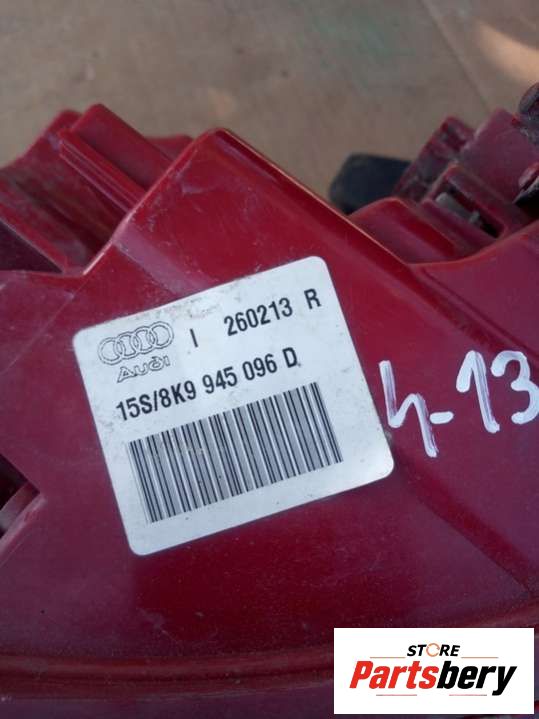 I 260213 R
Audi
15S/8K9 945 096 D
4-13
STORE
Partsbery